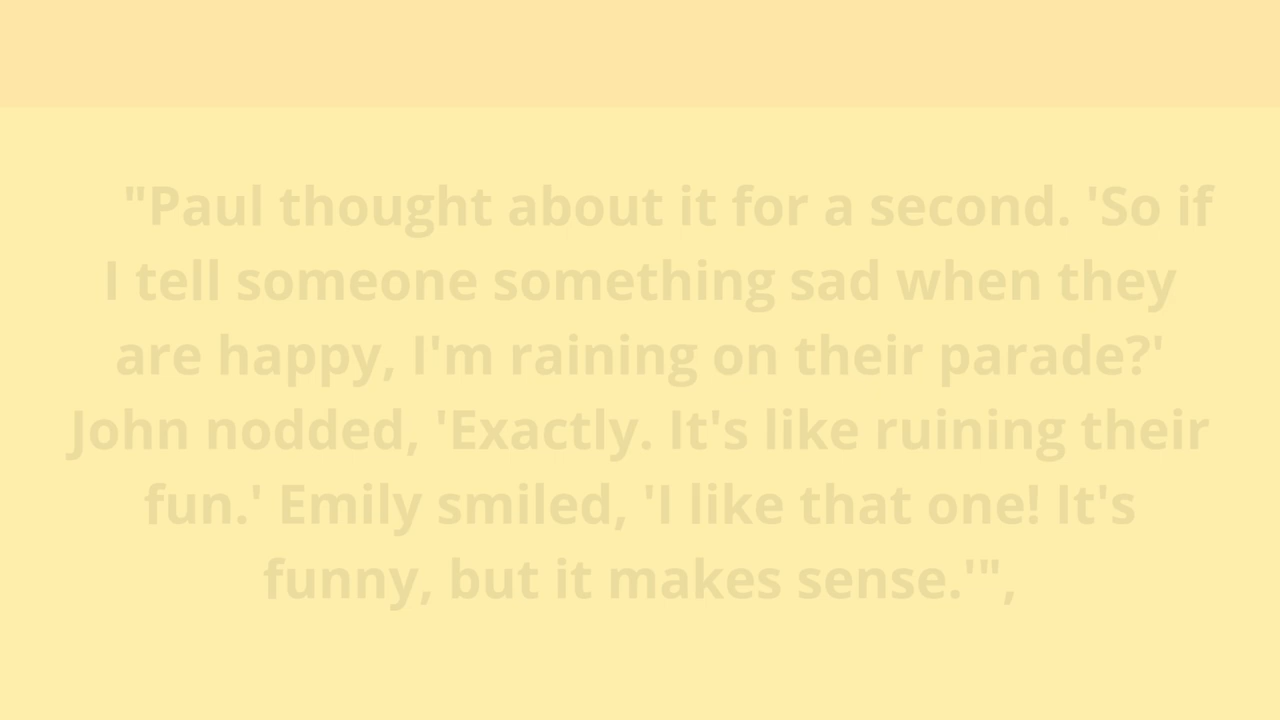 "Paul thought about it for a second. 'So if
I tell someone something sad when they
are happy, I'm raining on their parade?'
John nodded, 'Exactly. It's like ruining their
fun.' Emily smiled, 'I like that one! It's
funny, but it makes sense.'",